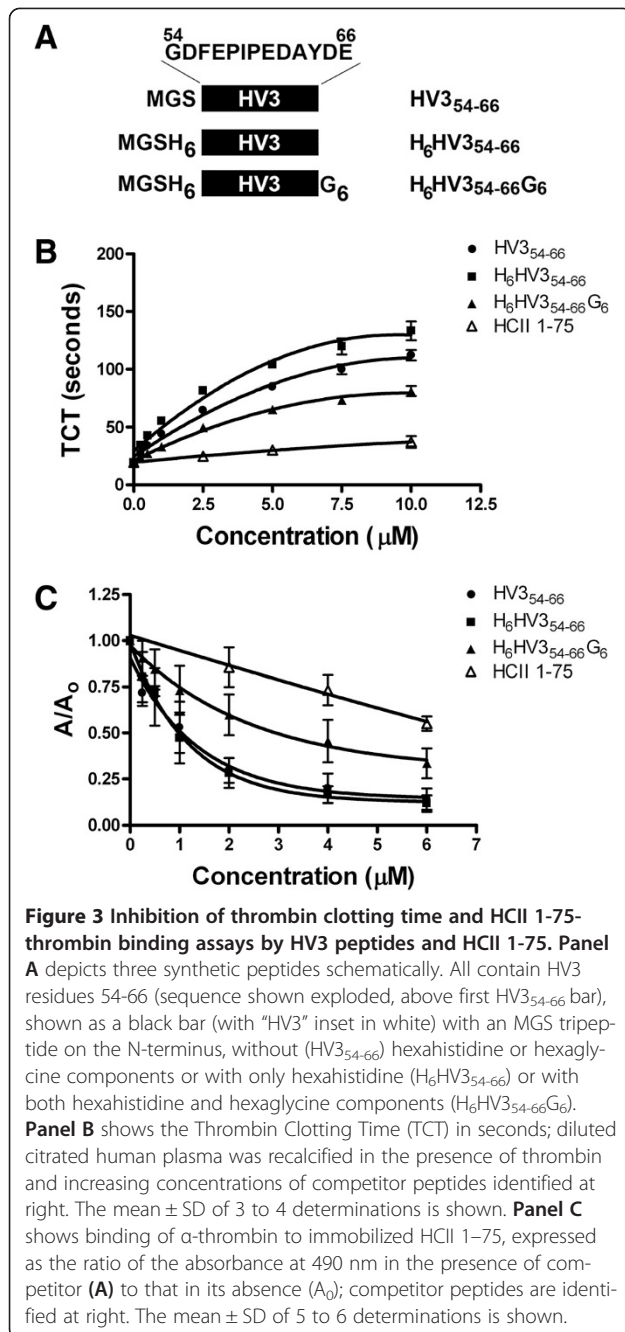 A
54 66
GDFEPIPEDAYDE
MGS HV3 HV3₅₄₋₆₆
MGSH₆ HV3 H₆HV3₅₄₋₆₆
MGSH₆ HV3 G₆ H₆HV3₅₄₋₆₆G₆
B
200
150
100
50
0
TCT (seconds)
0.0 2.5 5.0 7.5 10.0 12.5
Concentration (μM)
HV3₅₄₋₆₆
H₆HV3₅₄₋₆₆
H₆HV3₅₄₋₆₆G₆
HCII 1-75
C
1.25
1.00
0.75
0.50
0.25
0.00
A/A₀
0 1 2 3 4 5 6 7
Concentration (μM)
HV3₅₄₋₆₆
H₆HV3₅₄₋₆₆
H₆HV3₅₄₋₆₆G₆
HCII 1-75
Figure 3 Inhibition of thrombin clotting time and HCII 1-75-
thrombin binding assays by HV3 peptides and HCII 1-75. Panel
A depicts three synthetic peptides schematically. All contain HV3
residues 54-66 (sequence shown exploded, above first HV3₅₄₋₆₆ bar),
shown as a black bar (with "HV3" inset in white) with an MGS tripep-
tide on the N-terminus, without (HV3₅₄₋₆₆) hexahistidine or hexagly-
cine components or with only hexahistidine (H₆HV3₅₄₋₆₆) or with
both hexahistidine and hexaglycine components (H₆HV3₅₄₋₆₆G₆).
Panel B shows the Thrombin Clotting Time (TCT) in seconds; diluted
citrated human plasma was recalcified in the presence of thrombin
and increasing concentrations of competitor peptides identified at
right. The mean ± SD of 3 to 4 determinations is shown. Panel C
shows binding of α-thrombin to immobilized HCII 1–75, expressed
as the ratio of the absorbance at 490 nm in the presence of com-
petitor (A) to that in its absence (A₀); competitor peptides are identi-
fied at right. The mean ± SD of 5 to 6 determinations is shown.